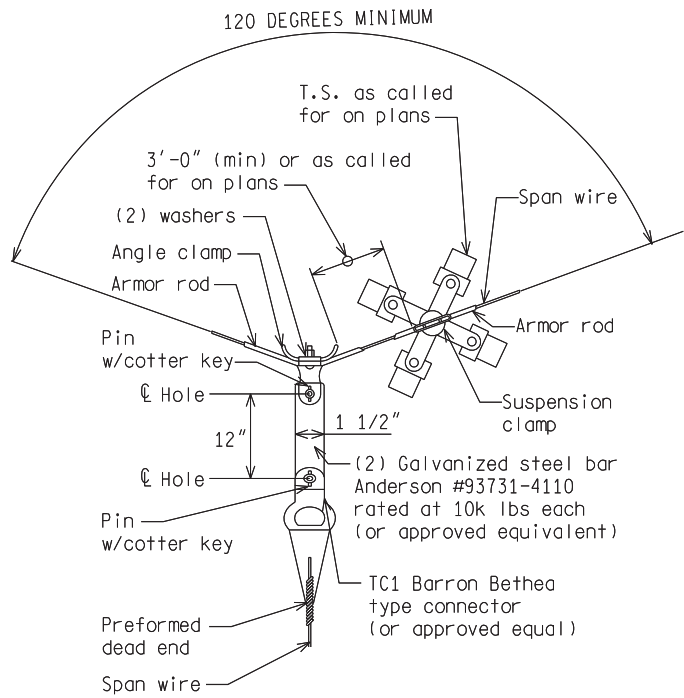 120 DEGREES MINIMUM
T.S. as called
for on plans
3'-0" (min) or as called
for on plans
Span wire
(2) washers
Angle clamp
Armor rod
Armor rod
Pin
w/cotter key
℄ Hole
Suspension
clamp
1 1/2"
12"
(2) Galvanized steel bar
Anderson #93731-4110
rated at 10k lbs each
(or approved equivalent)
℄ Hole
Pin
w/cotter key
TC1 Barron Bethea
type connector
(or approved equal)
Preformed
dead end
Span wire